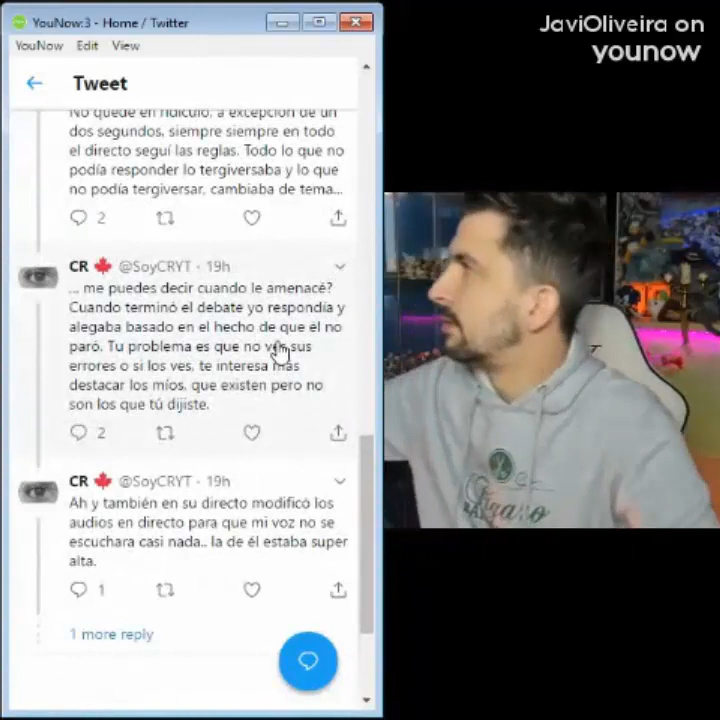 YouNow:3 - Home / Twitter
JaviOliveira on
younow
YouNow Edit View
Tweet
No quede en ridículo, a excepción de un
dos segundos, siempre siempre en todo
el directo seguí las reglas. Todo lo que no
podía responder lo tergiversaba y lo que
no podía tergiversar, cambiaba de tema...
2
CR @SoyCRYT · 19h
... me puedes decir cuando le amenacé?
Cuando terminó el debate yo respondía y
alegaba basado en el hecho de que él no
paró. Tu problema es que no ves sus
errores o si los ves, te interesa más
destacar los míos, que existen pero no
son los que tú dijiste.
2
CR @SoyCRYT · 19h
Ah y también en su directo modificó los
audios en directo para que mi voz no se
escuchara casi nada.. la de él estaba super
alta.
1
1 more reply